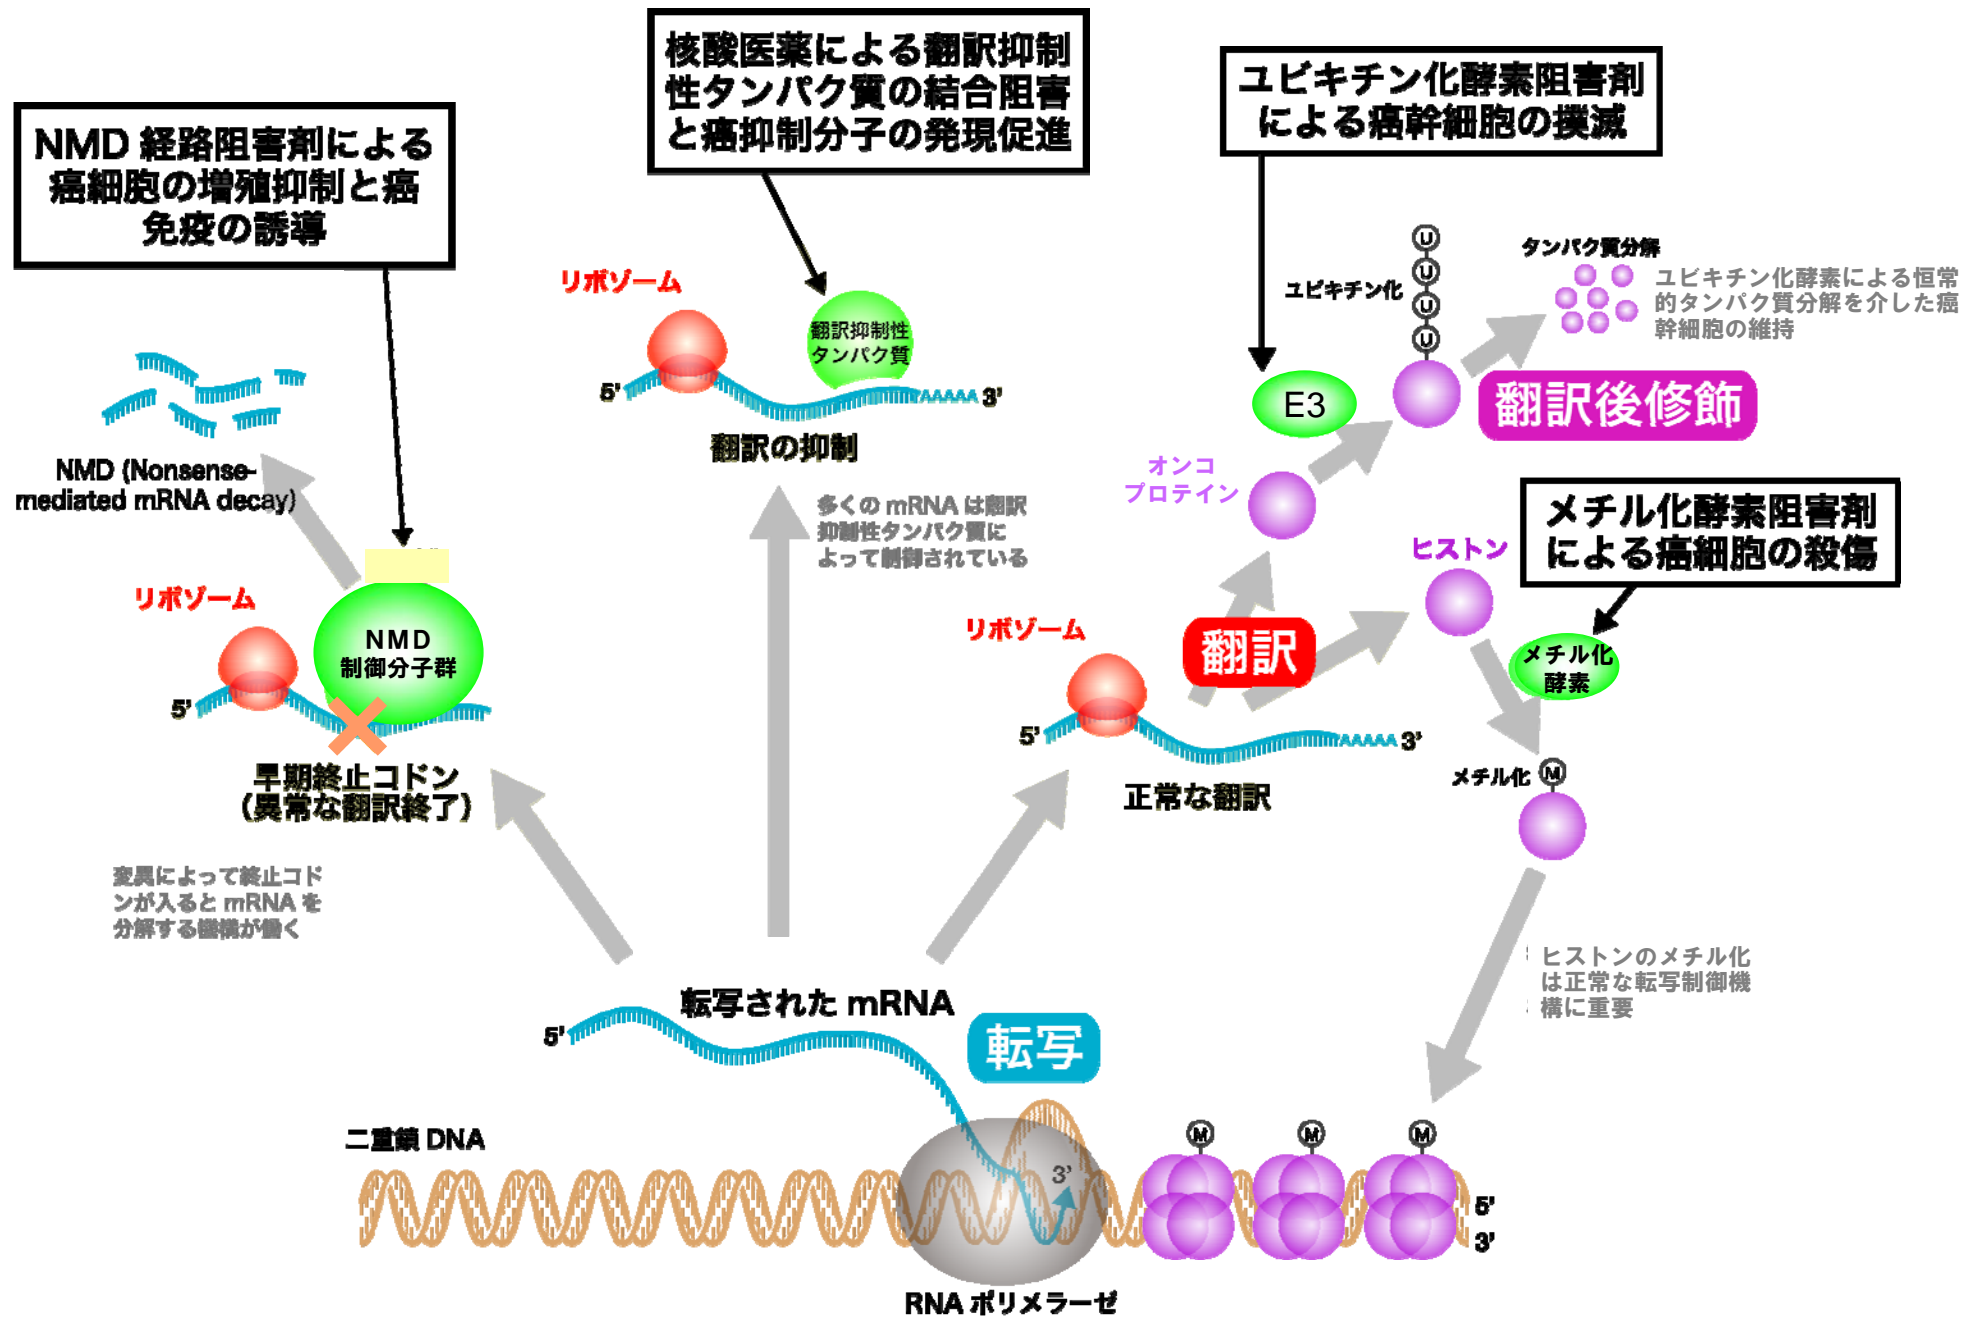 核酸医薬による翻訳抑制
性タンパク質の結合阻害
と癌抑制分子の発現促進
ユビキチン化酵素阻害剤
による癌幹細胞の撲滅
NMD 経路阻害剤による
癌細胞の増殖抑制と癌
免疫の誘導
リボゾーム
翻訳抑制性
タンパク質
5'
3'
翻訳の抑制
多くの mRNA は翻訳
抑制性タンパク質に
よって制御されている
U
U
U
U
ユビキチン化
タンパク質分解
ユビキチン化酵素による恒常
的タンパク質分解を介した癌
幹細胞の維持
E3
翻訳後修飾
オンコ
プロテイン
NMD (Nonsense-
mediated mRNA decay)
リボゾーム
NMD
制御分子群
5'
早期終止コドン
（異常な翻訳終了）
変異によって終止コド
ンが入ると mRNA を
分解する機構が働く
メチル化酵素阻害剤
による癌細胞の殺傷
ヒストン
メチル化
酵素
リボゾーム
翻訳
5'
AAAAA 3'
正常な翻訳
メチル化
M
ヒストンのメチル化
は正常な転写制御機
構に重要
転写された mRNA
5'
転写
二重鎖 DNA
3'
M
M
M
5'
3'
RNA ポリメラーゼ